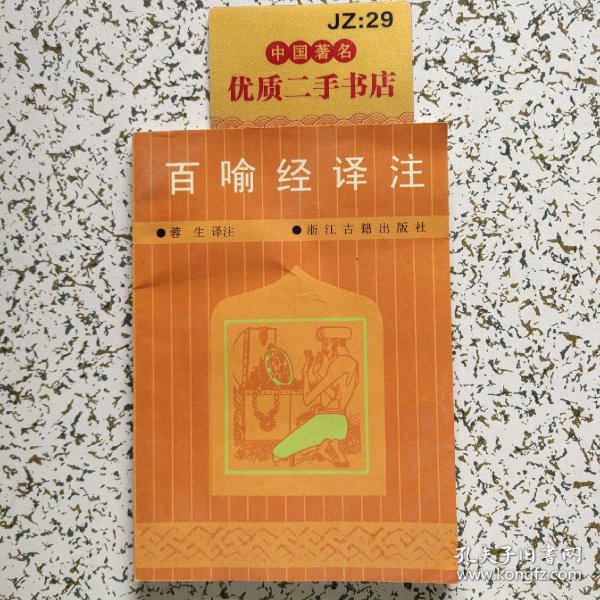 JZ:29
中国著名
优质二手书店
百喻经译注
●蓉 生 译注 ●浙江古籍出版社
孔夫子旧书网
www.kongfz.com